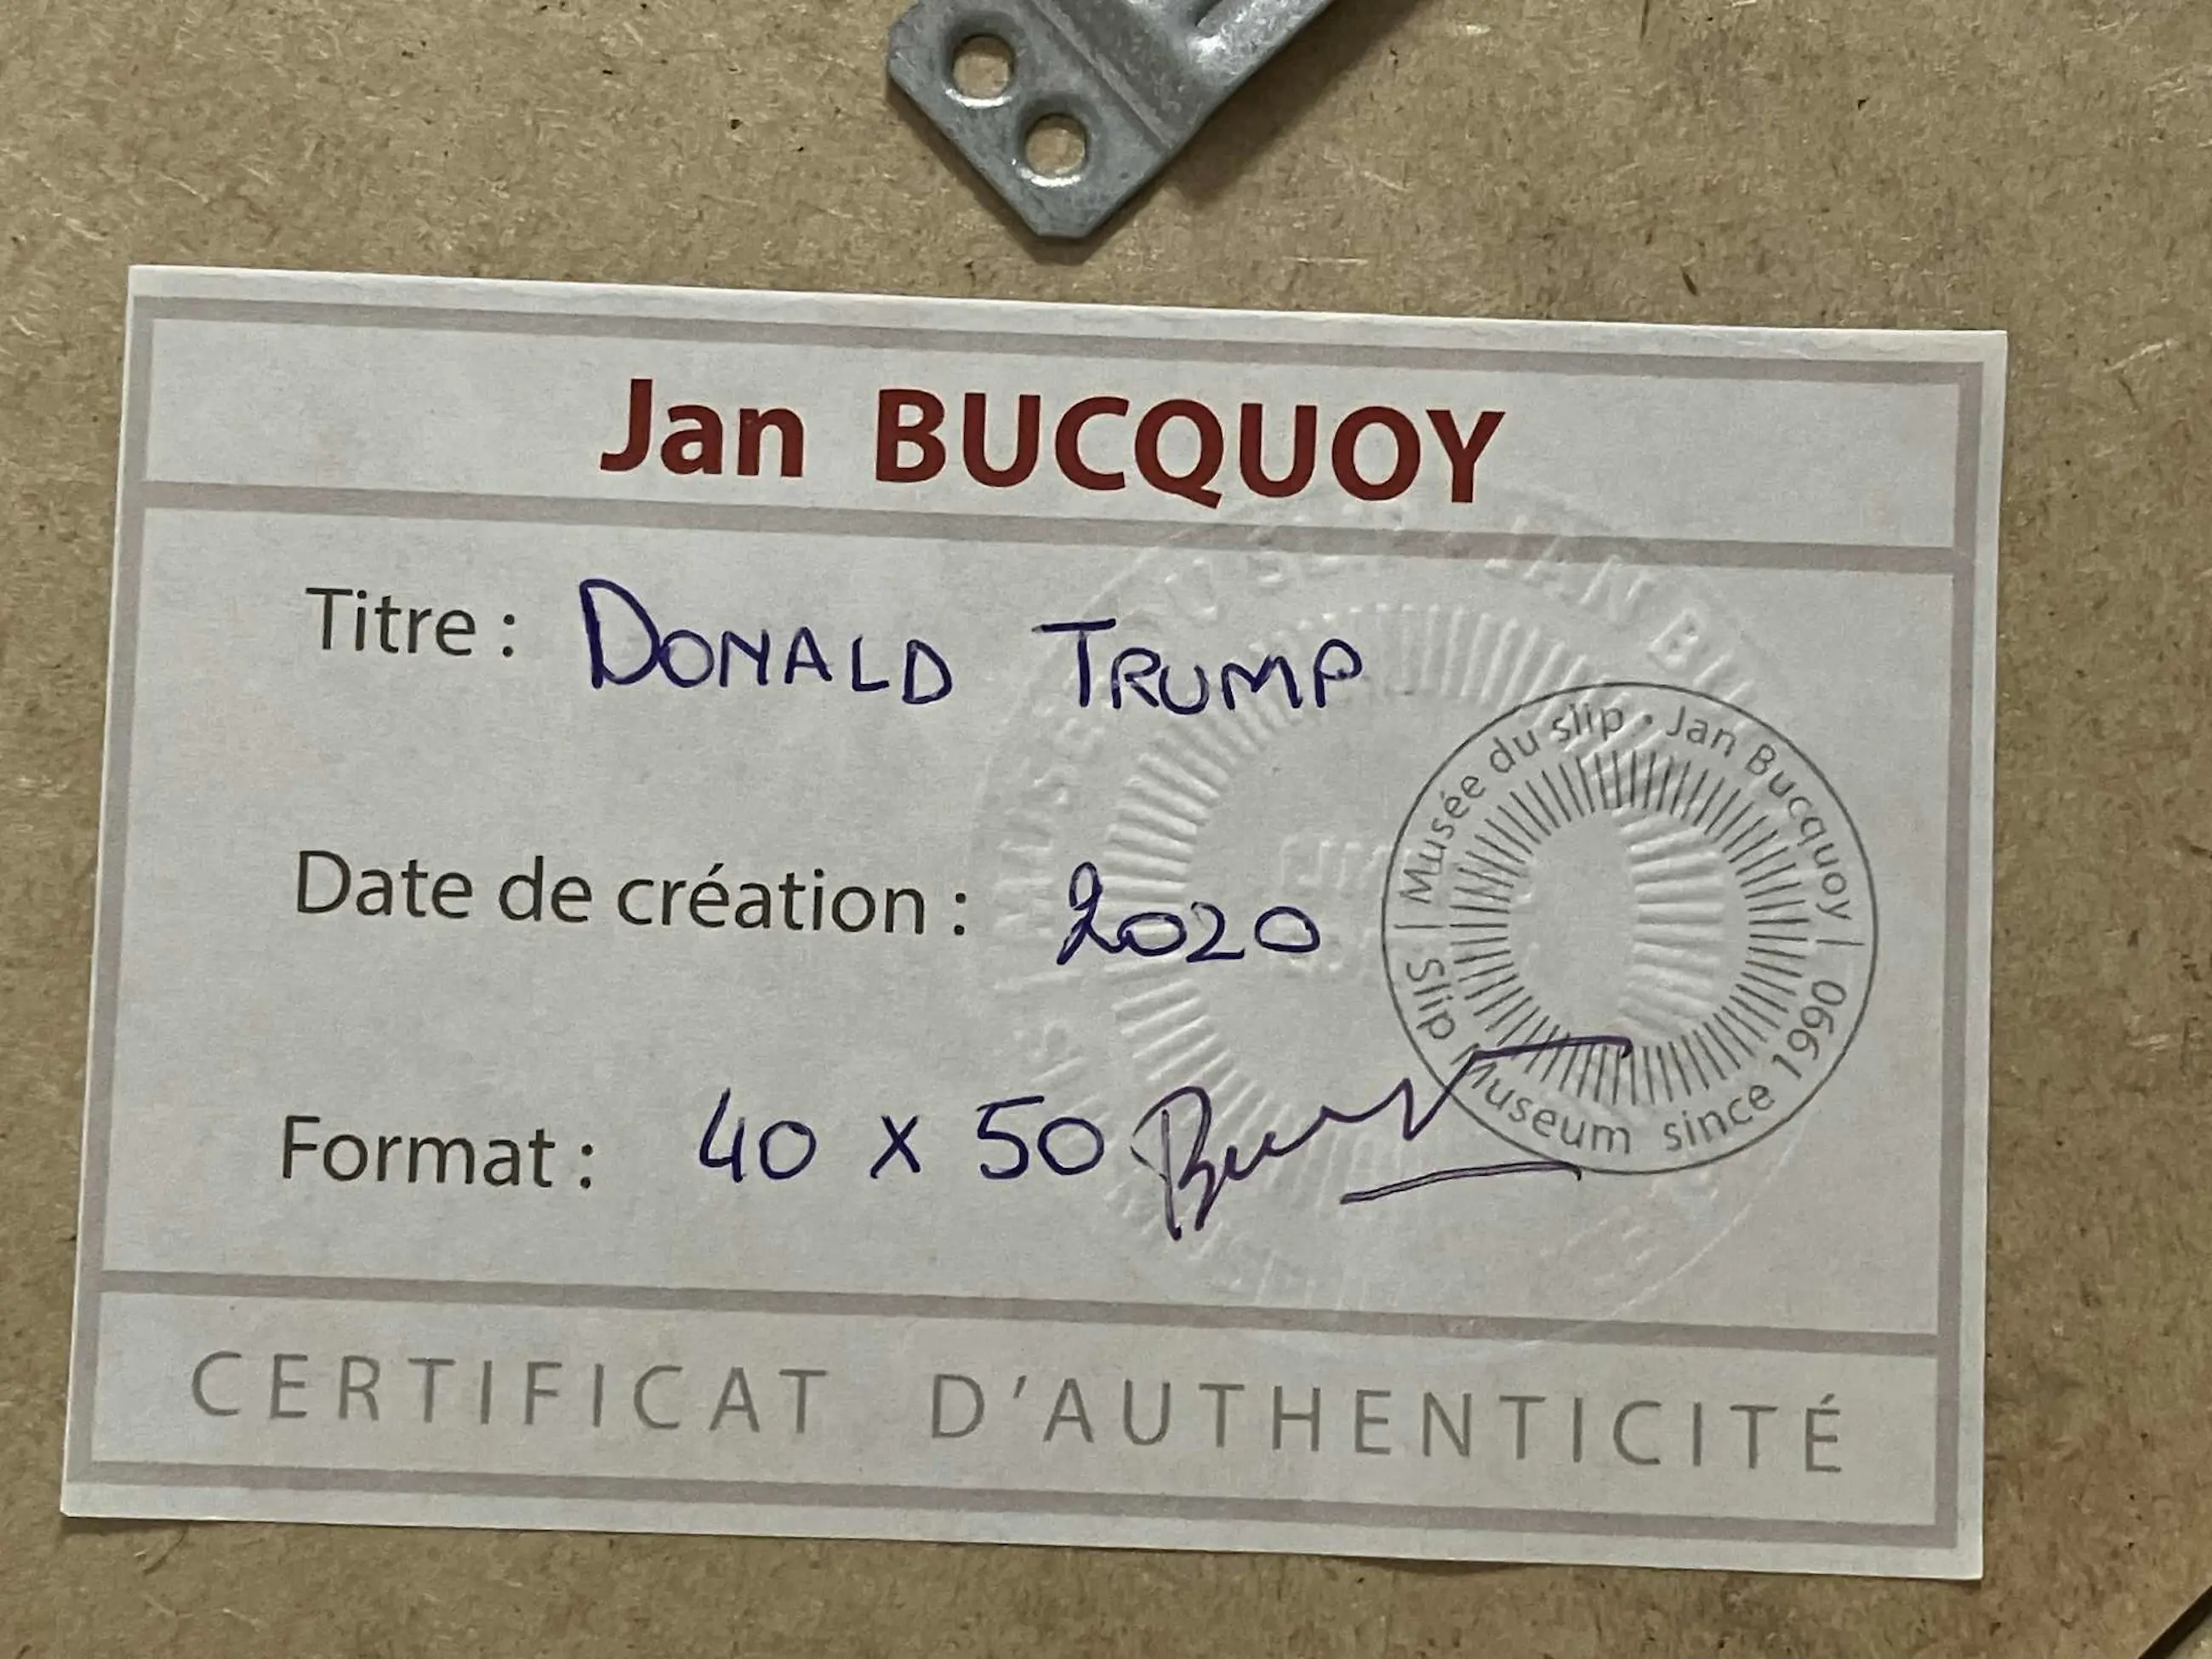 Jan BUCQUOY
Titre : DONALD TRUMP
Date de création : 2020
Format : 40 x 50
Musée du slip • Jan Bucquoy |
Slip Museum since 1990 |
CERTIFICAT D'AUTHENTICITÉ